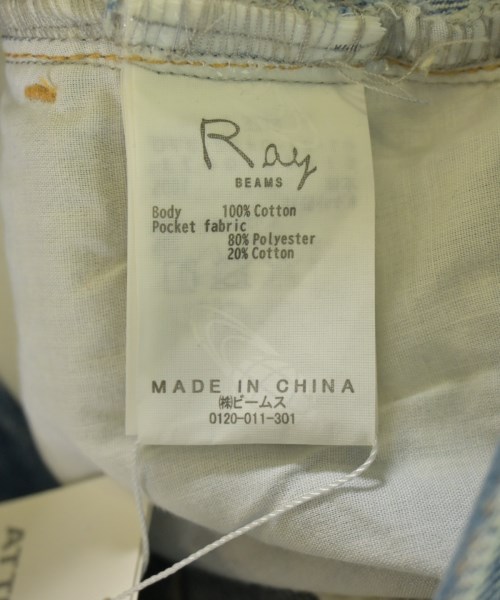 Ray
BEAMS
Body 100% Cotton
Pocket fabric
80% Polyester
20% Cotton
MADE IN CHINA
㈱ビームス
0120-011-301
ATT